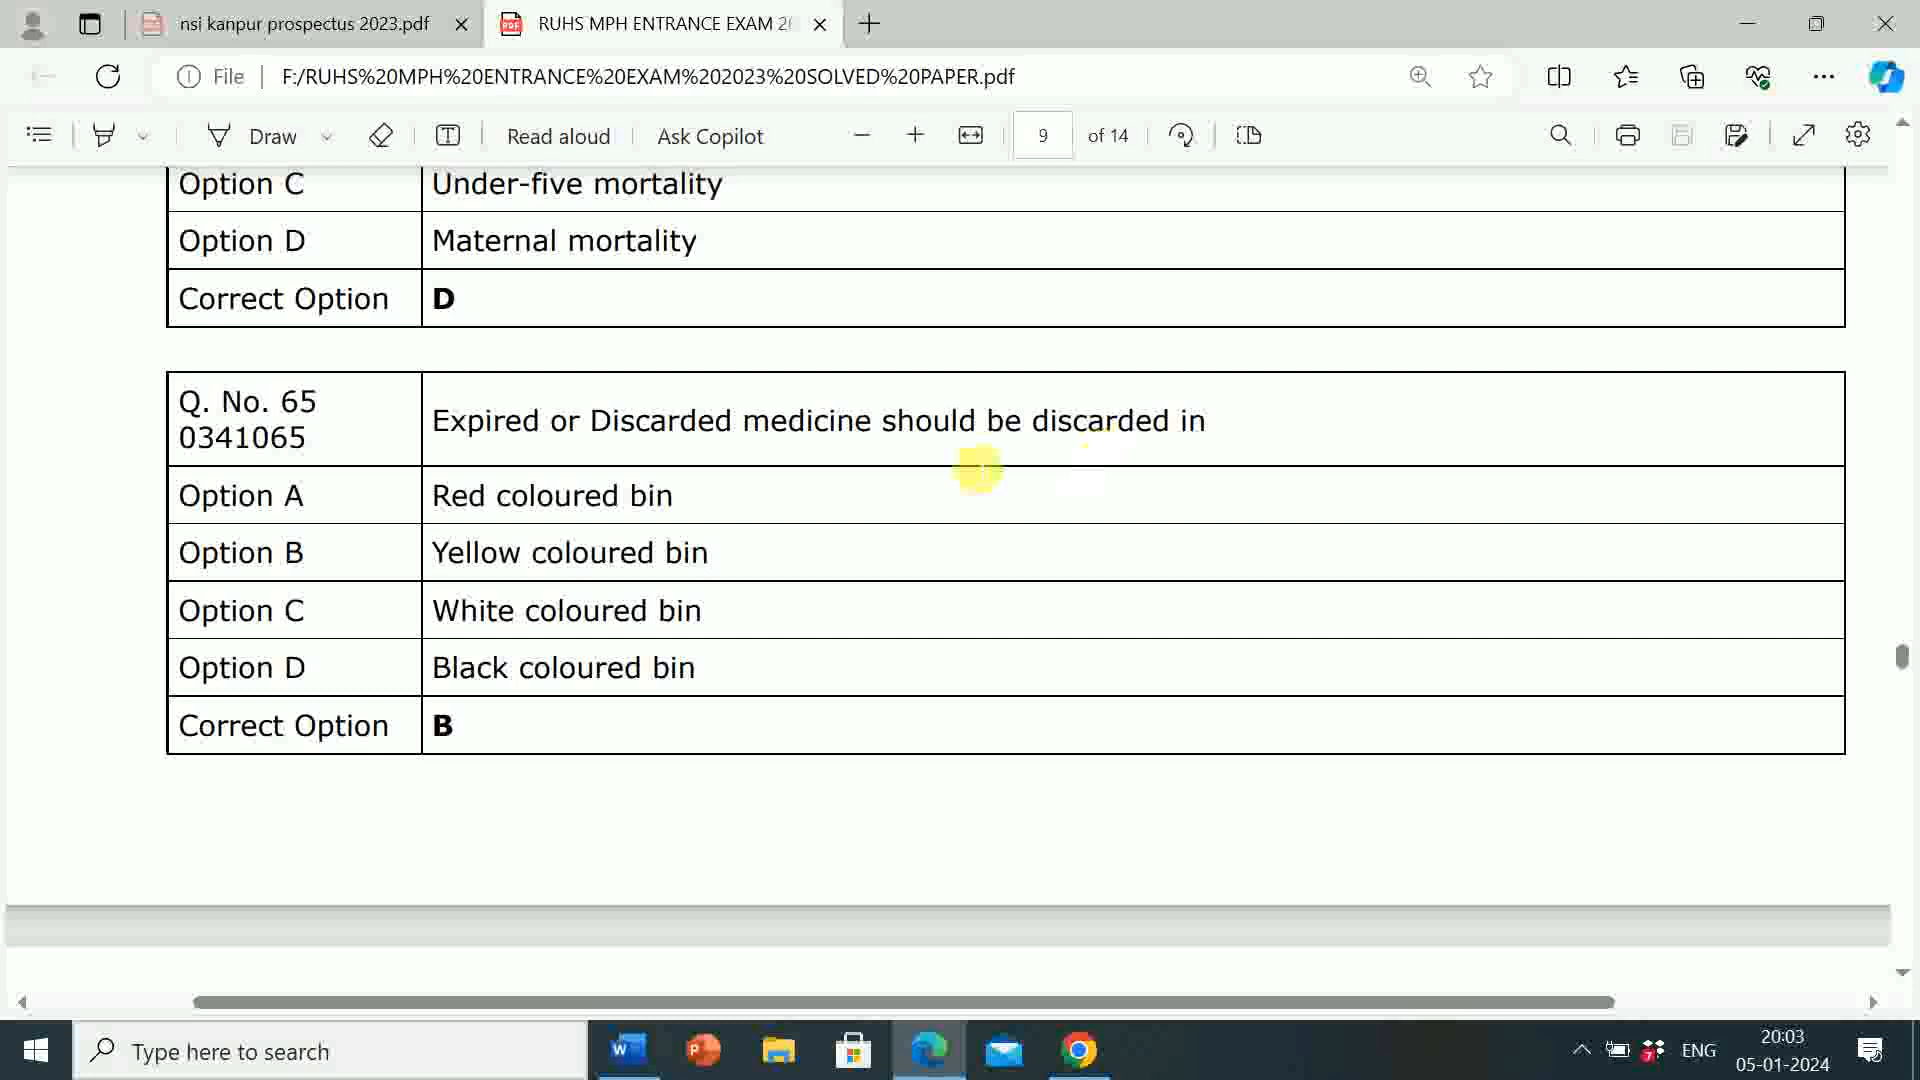 nsi kanpur prospectus 2023.pdf
RUHS MPH ENTRANCE EXAM 2
File
F:/RUHS%20MPH%20ENTRANCE%20EXAM%202023%20SOLVED%20PAPER.pdf
Draw
Read aloud
Ask Copilot
9 of 14
Option C Under-five mortality
Option D Maternal mortality
Correct Option D
Q. No. 65
0341065
Expired or Discarded medicine should be discarded in
Option A Red coloured bin
Option B Yellow coloured bin
Option C White coloured bin
Option D Black coloured bin
Correct Option B
Type here to search
ENG
20:03
05-01-2024